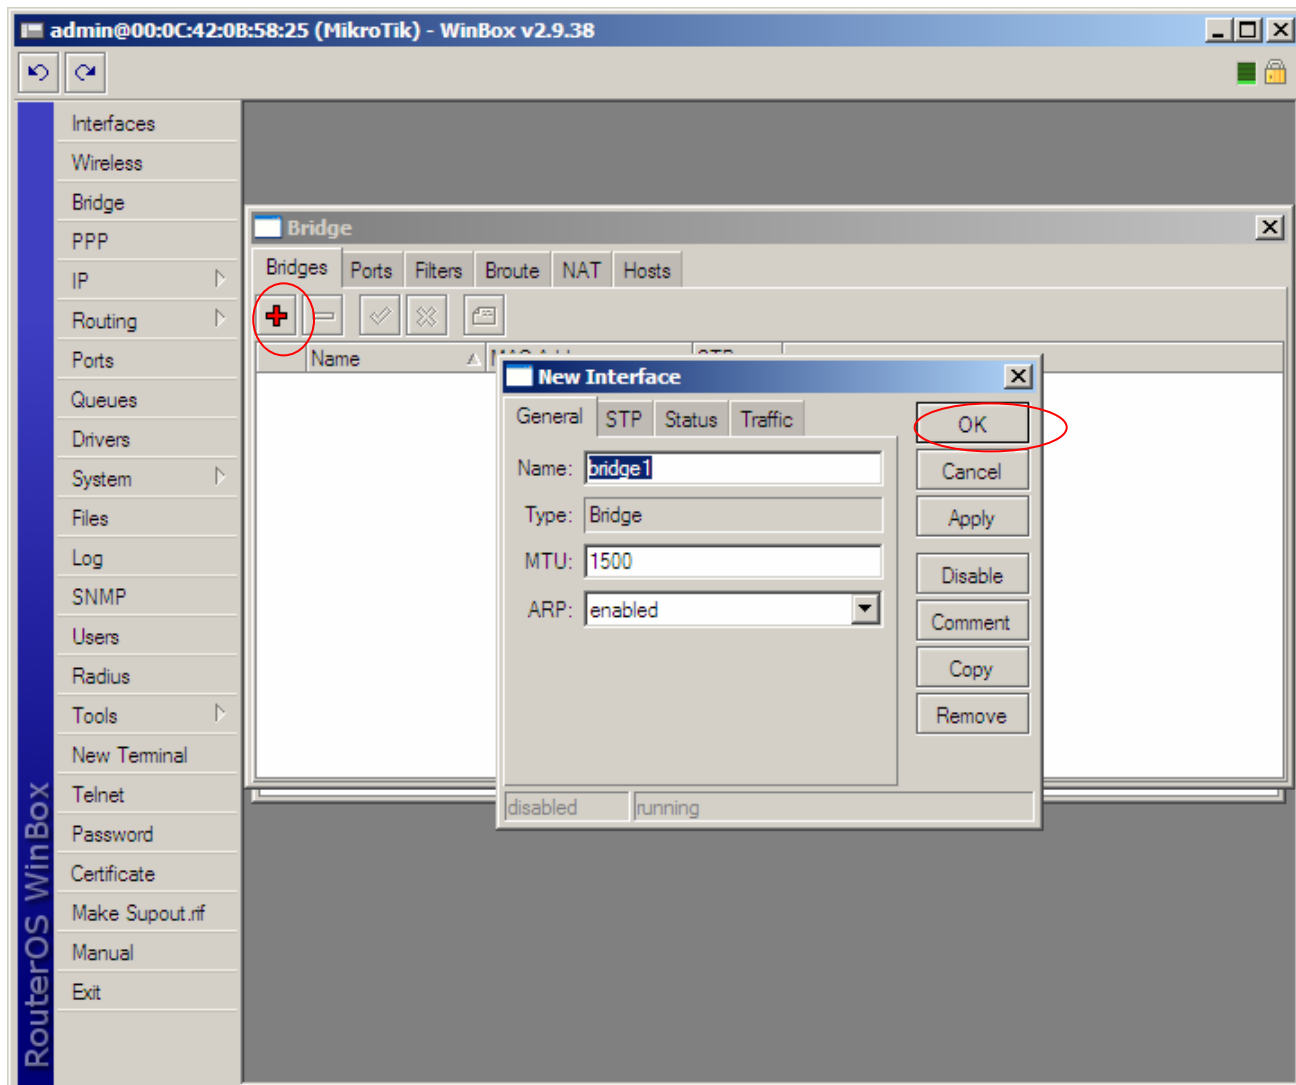 admin@00:0C:42:0B:58:25 (MikroTik) - WinBox v2.9.38
Interfaces
Wireless
Bridge
PPP
IP
Routing
Ports
Queues
Drivers
System
Files
Log
SNMP
Users
Radius
Tools
New Terminal
Telnet
Password
Certificate
Make Supout.rif
Manual
Exit
RouterOS WinBox
Bridge
Bridges Ports Filters Broute NAT Hosts
Name
New Interface
General STP Status Traffic
Name: bridge1
Type: Bridge
MTU: 1500
ARP: enabled
OK
Cancel
Apply
Disable
Comment
Copy
Remove
disabled running